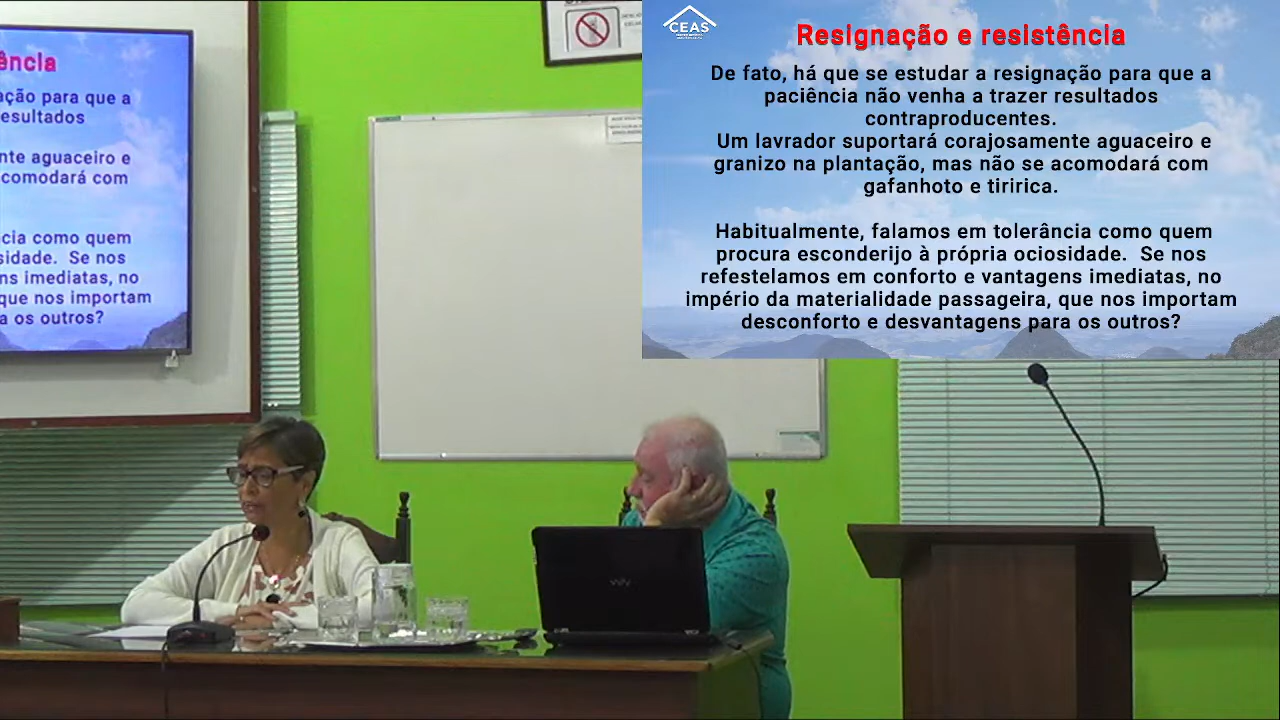 ência
ação para que a
esultados
nte aguaceiro e
comodará com
cia como quem
sidade. Se nos
ns imediatas, no
que nos importam
a os outros?
CEAS
Resignação e resistência
De fato, há que se estudar a resignação para que a
paciência não venha a trazer resultados
contraproducentes.
Um lavrador suportará corajosamente aguaceiro e
granizo na plantação, mas não se acomodará com
gafanhoto e tiririca.
Habitualmente, falamos em tolerância como quem
procura esconderijo à própria ociosidade. Se nos
refestelamos em conforto e vantagens imediatas, no
império da materialidade passageira, que nos importam
desconforto e desvantagens para os outros?